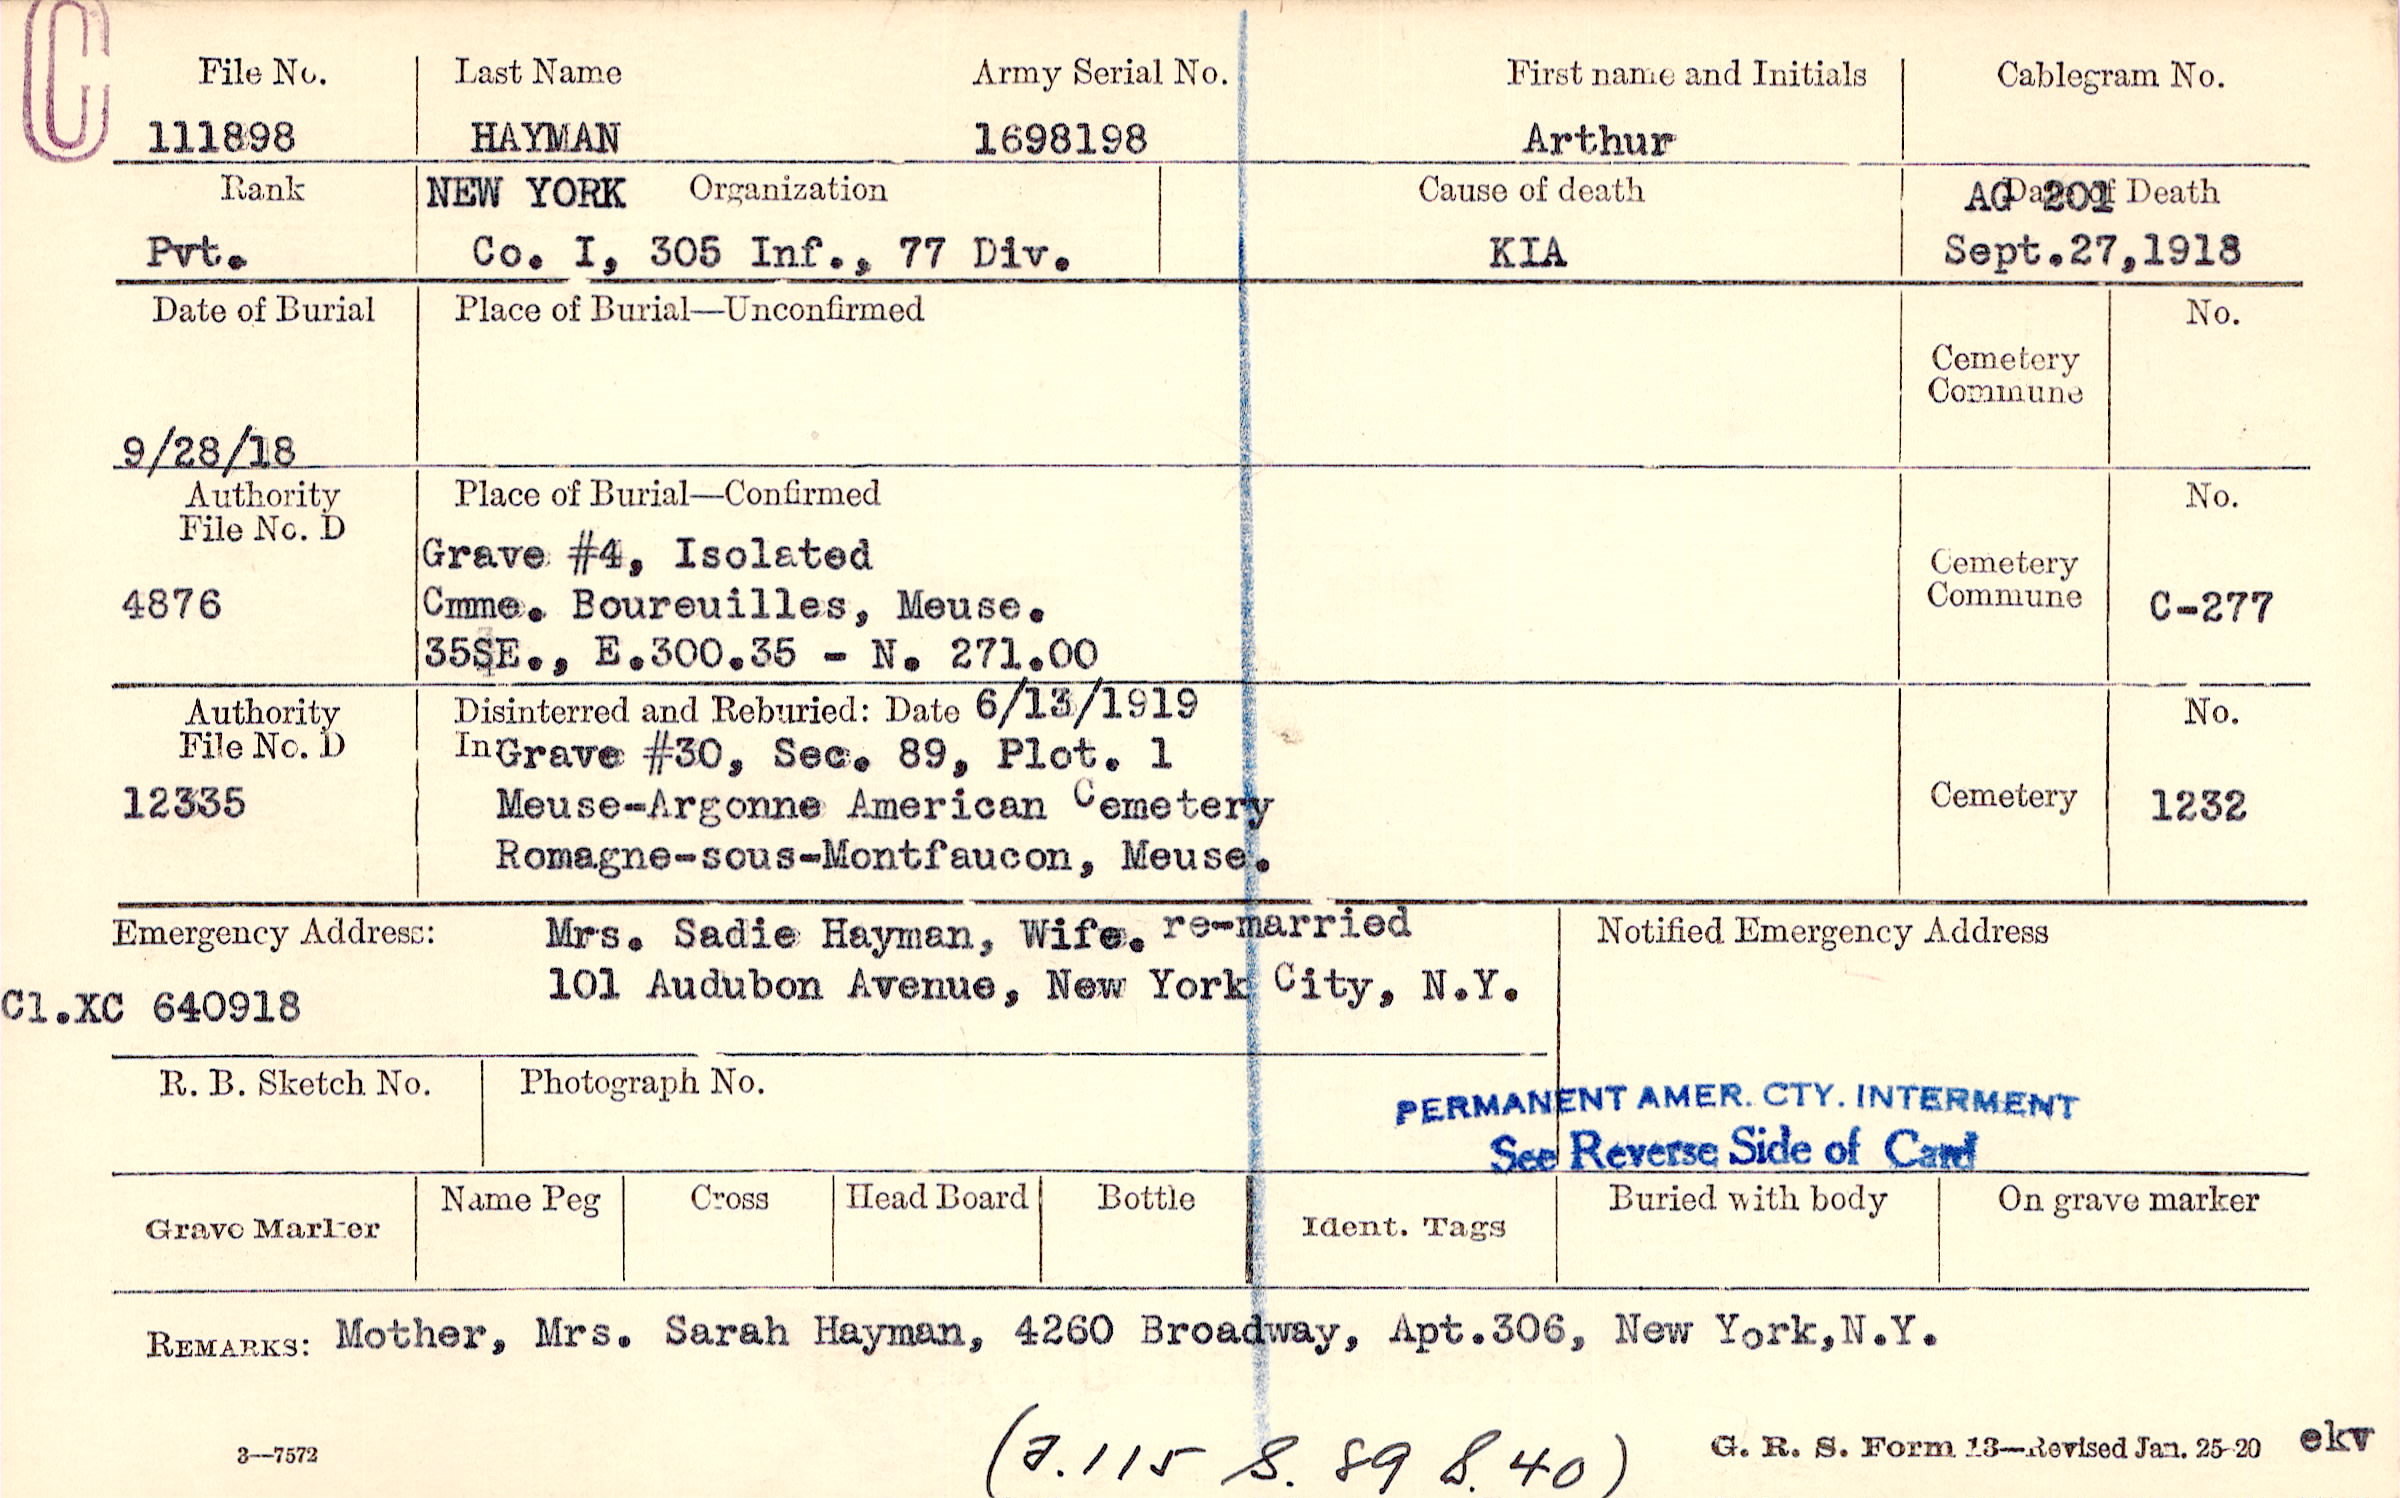 C
File No. Last Name Army Serial No. First name and Initials Cablegram No.
111898 HAYMAN 1698198 Arthur
Rank NEW YORK Organization Cause of death AG 201 Date of Death
Pvt. Co. I, 305 Inf., 77 Div. KIA Sept.27,1918
Date of Burial Place of Burial—Unconfirmed No.
Cemetery
Commune
9/28/18
Authority Place of Burial—Confirmed No.
File No. D
Grave #4, Isolated
Cemetery
4876 Cmme. Boureuilles, Meuse. Commune C-277
35SE., E.300.35 - N. 271.00
Authority Disinterred and Reburied: Date 6/13/1919 No.
File No. D In Grave #30, Sec. 89, Plot. 1
12335 Meuse-Argonne American Cemetery Cemetery 1232
Romagne-sous-Montfaucon, Meuse.
Emergency Address: Mrs. Sadie Hayman, Wife. re-married Notified Emergency Address
101 Audubon Avenue, New York City, N.Y.
Cl.XC 640918
R. B. Sketch No. Photograph No.
PERMANENT AMER. CTY. INTERMENT
See Reverse Side of Card
Grave Marker Name Peg Cross Head Board Bottle Ident. Tags Buried with body On grave marker
REMARKS: Mother, Mrs. Sarah Hayman, 4260 Broadway, Apt.306, New York,N.Y.
3—7572 G. R. S. Form 13—Revised Jan. 25-20 ekv
115 S. 89 40)